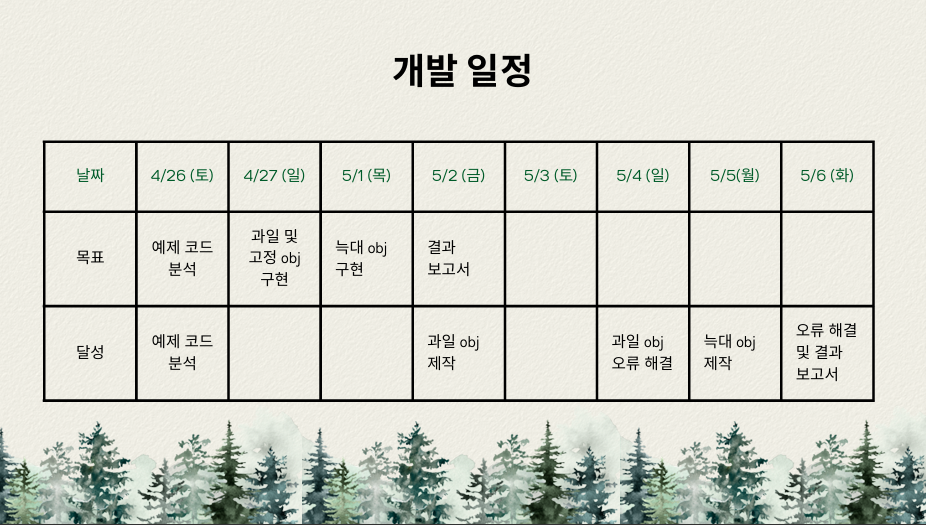 개발 일정
날짜
4/26 (토)
4/27 (일)
5/1 (목)
5/2 (금)
5/3 (토)
5/4 (일)
5/5(월)
5/6 (화)
목표
예제 코드
분석
과일 및
고정 obj
구현
늑대 obj
구현
결과
보고서
달성
예제 코드
분석
과일 obj
제작
과일 obj
오류 해결
늑대 obj
제작
오류 해결
및 결과
보고서